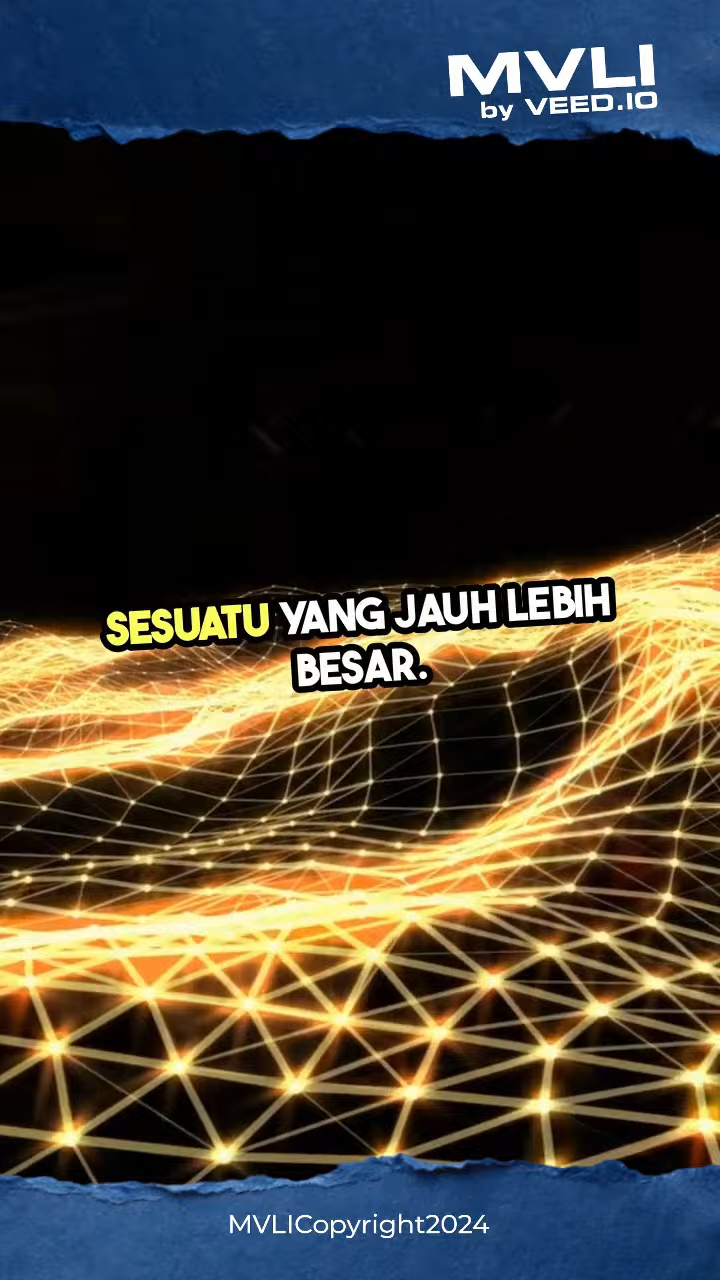 MVLI
by VEED.IO
SESUATU YANG JAUH LEBIH
BESAR.
MVLICopyright2024